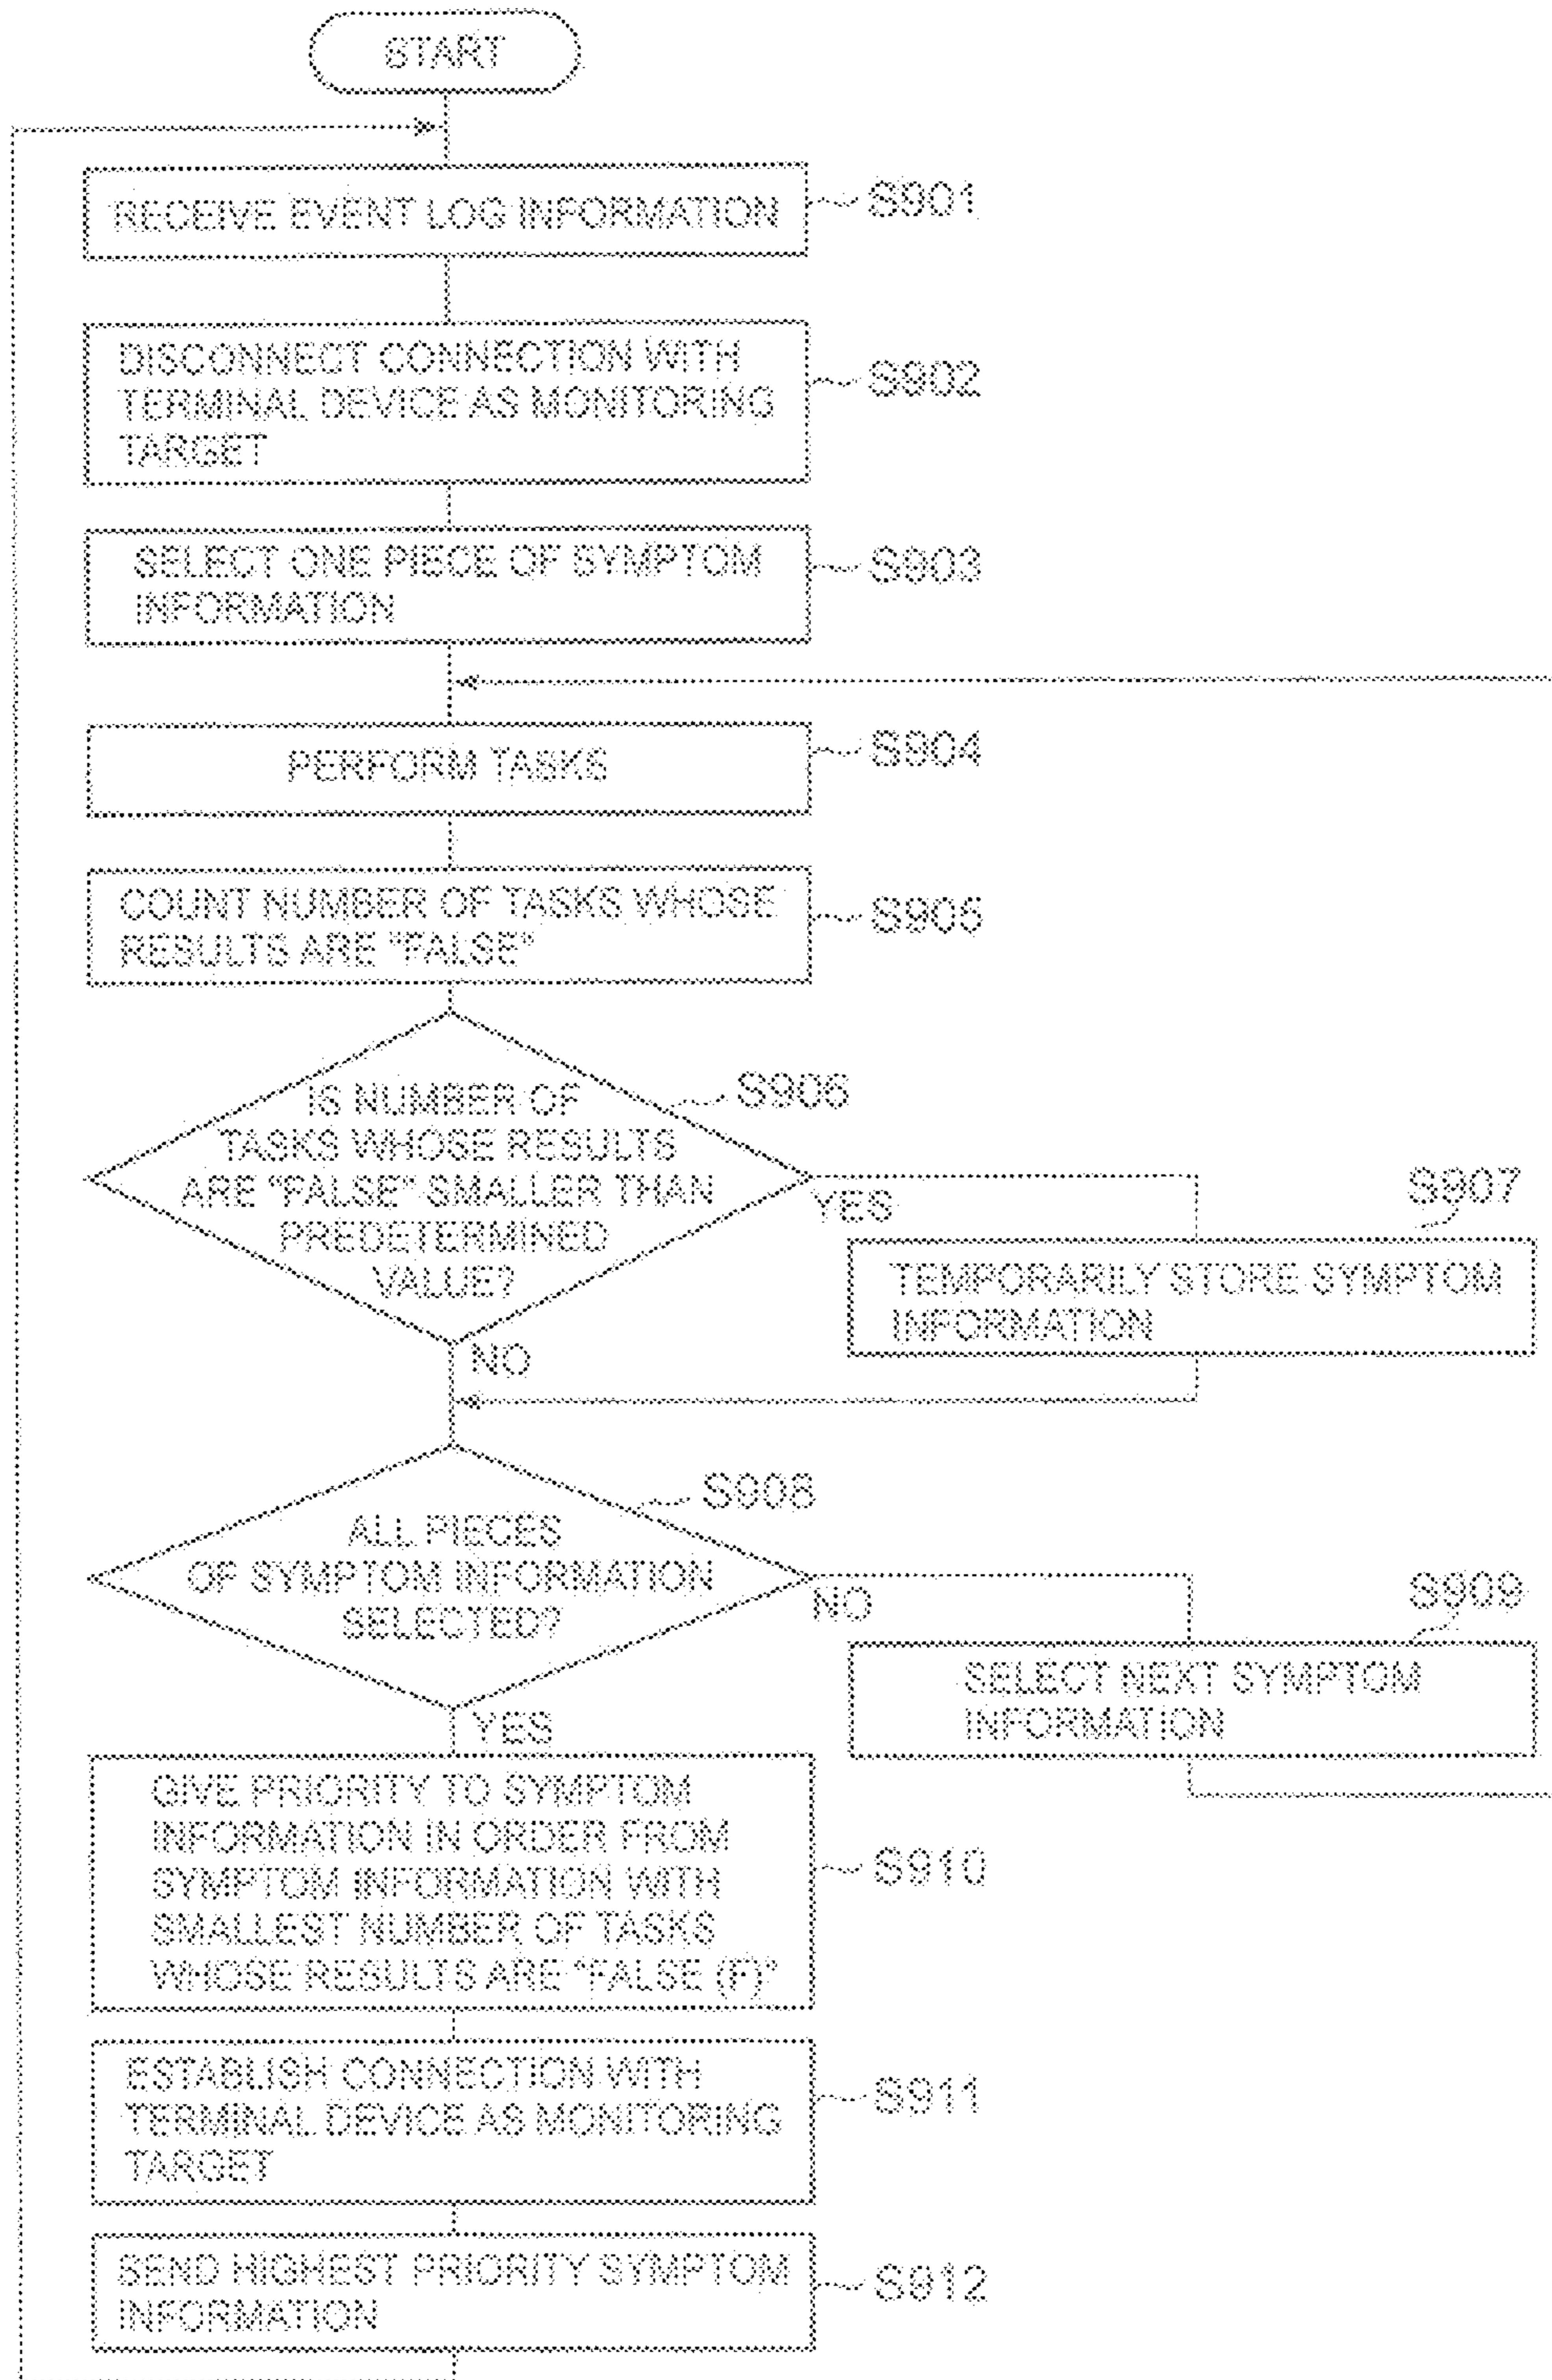 START
RECEIVE EVENT LOG INFORMATION
S901
DISCONNECT CONNECTION WITH
TERMINAL DEVICE AS MONITORING
TARGET
S902
SELECT ONE PIECE OF SYMPTOM
INFORMATION
S903
PERFORM TASKS
S904
COUNT NUMBER OF TASKS WHOSE
RESULTS ARE "FALSE"
S905
IS NUMBER OF
TASKS WHOSE RESULTS
ARE "FALSE" SMALLER THAN
PREDETERMINED
VALUE?
S906
YES
S907
TEMPORARILY STORE SYMPTOM
INFORMATION
NO
ALL PIECES
OF SYMPTOM INFORMATION
SELECTED?
S908
NO
S909
SELECT NEXT SYMPTOM
INFORMATION
YES
GIVE PRIORITY TO SYMPTOM
INFORMATION IN ORDER FROM
SYMPTOM INFORMATION WITH
SMALLEST NUMBER OF TASKS
WHOSE RESULTS ARE "FALSE (F)"
S910
ESTABLISH CONNECTION WITH
TERMINAL DEVICE AS MONITORING
TARGET
S911
SEND HIGHEST PRIORITY SYMPTOM
INFORMATION
S912